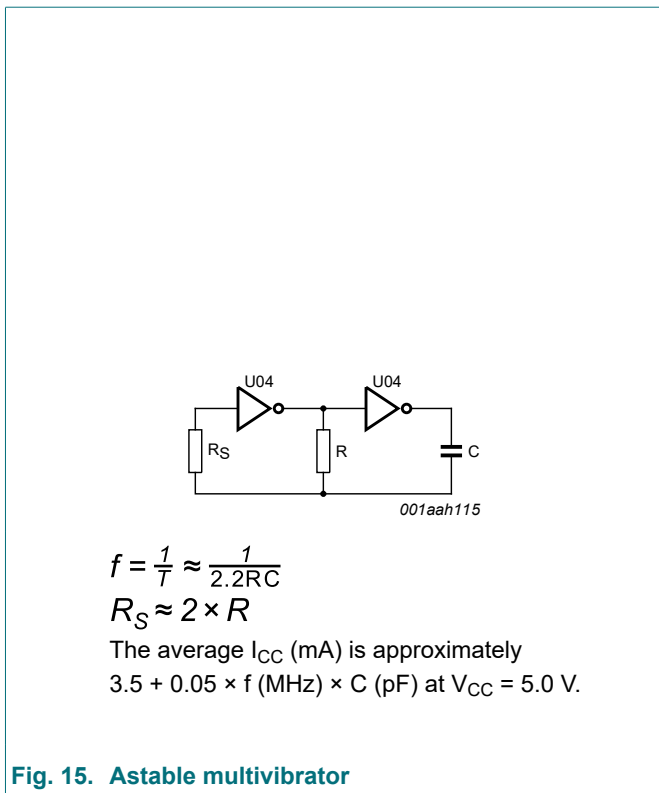 U04 U04
RS R C
001aah115
f = 1/T ≈ 1/2.2RC
RS ≈ 2 × R
The average ICC (mA) is approximately
3.5 + 0.05 × f (MHz) × C (pF) at VCC = 5.0 V.
Fig. 15. Astable multivibrator